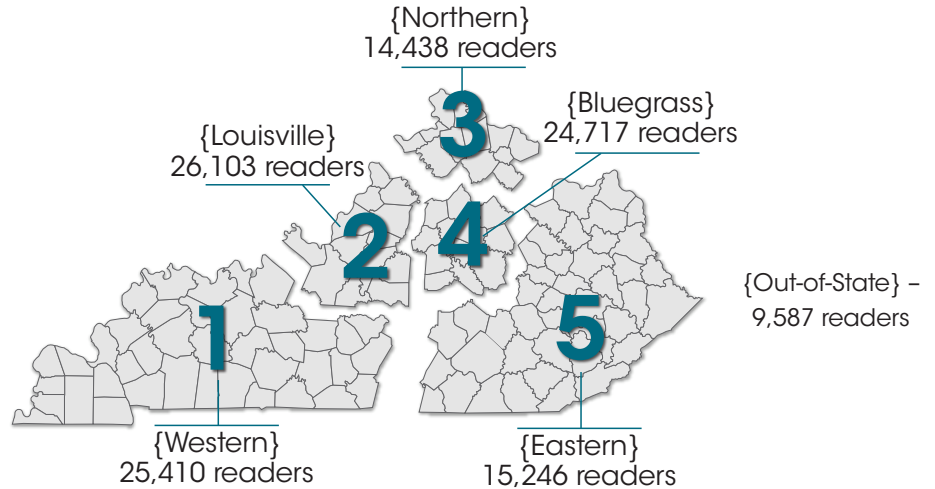 {Northern}
14,438 readers
3
{Bluegrass}
24,717 readers
{Louisville}
26,103 readers
2
4
{Out-of-State} –
9,587 readers
1
5
{Western}
25,410 readers
{Eastern}
15,246 readers